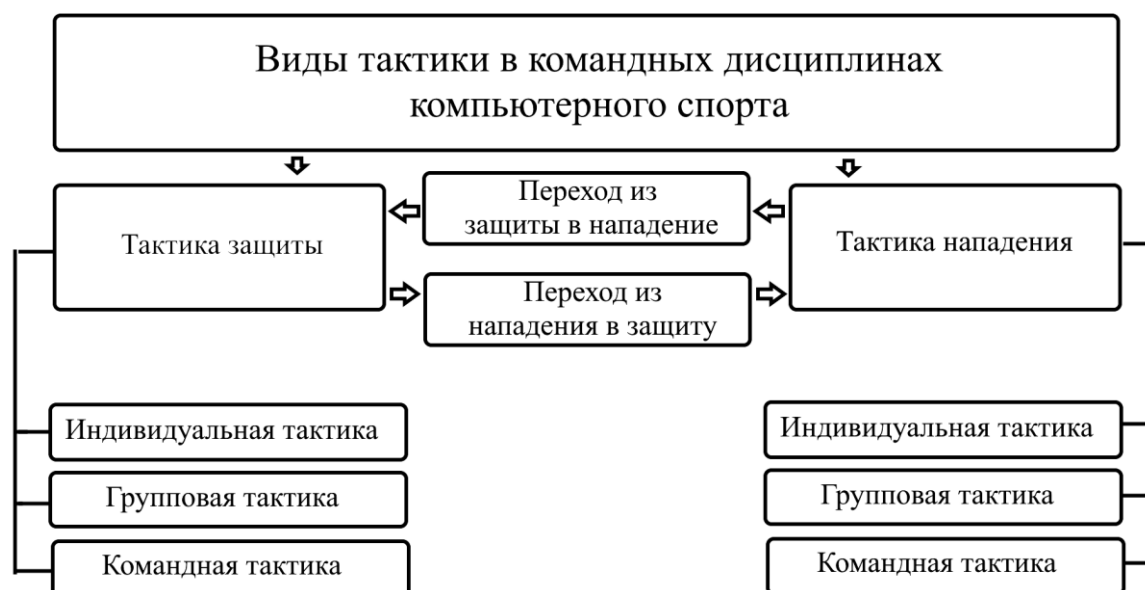 Виды тактики в командных дисциплинах
компьютерного спорта
Переход из
защиты в нападение
Тактика защиты
Тактика нападения
Переход из
нападения в защиту
Индивидуальная тактика
Индивидуальная тактика
Групповая тактика
Групповая тактика
Командная тактика
Командная тактика